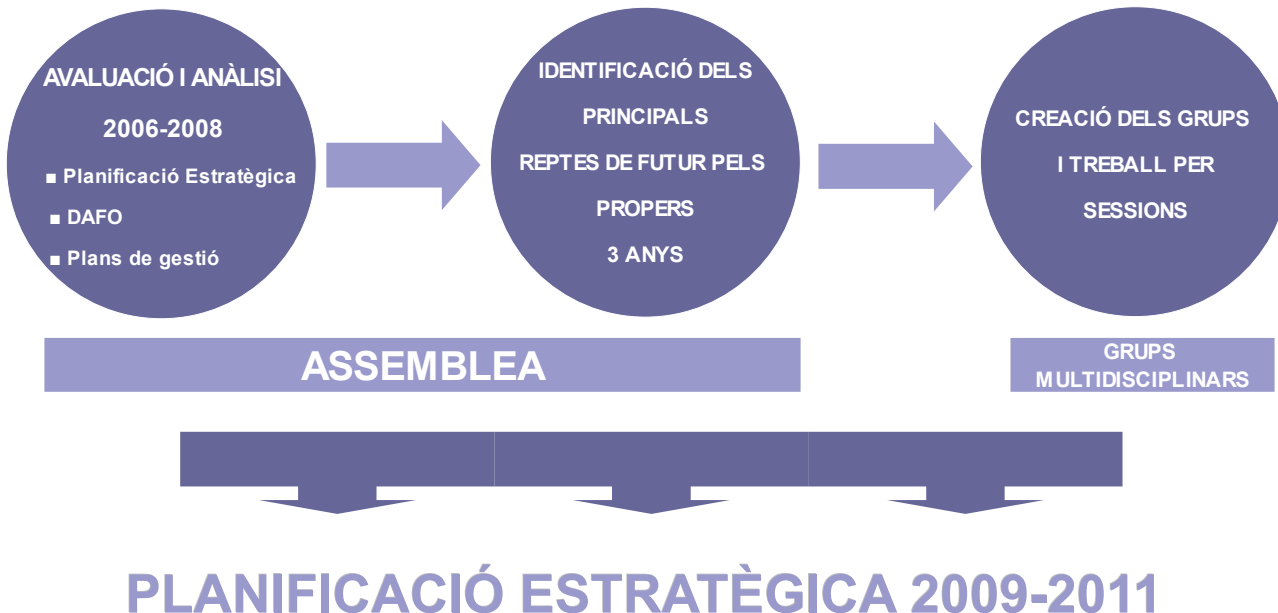 AVALUACIÓ I ANÀLISI
2006-2008
■ Planificació Estratègica
■ DAFO
■ Plans de gestió
IDENTIFICACIÓ DELS
PRINCIPALS
REPTES DE FUTUR PELS
PROPERS
3 ANYS
CREACIÓ DELS GRUPS
I TREBALL PER
SESSIONS
ASSEMBLEA
GRUPS
MULTIDISCIPLINARS
PLANIFICACIÓ ESTRATÈGICA 2009-2011